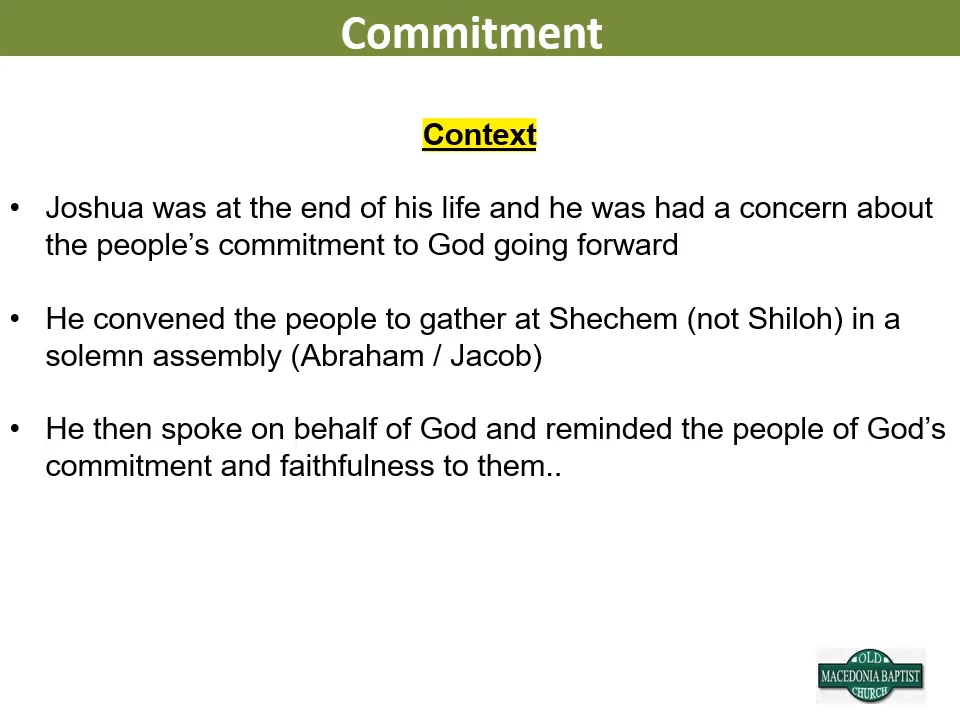 Commitment
Context
• Joshua was at the end of his life and he was had a concern about
the people’s commitment to God going forward
• He convened the people to gather at Shechem (not Shiloh) in a
solemn assembly (Abraham / Jacob)
• He then spoke on behalf of God and reminded the people of God’s
commitment and faithfulness to them..
OLD
MACEDONIA BAPTIST
CHURCH